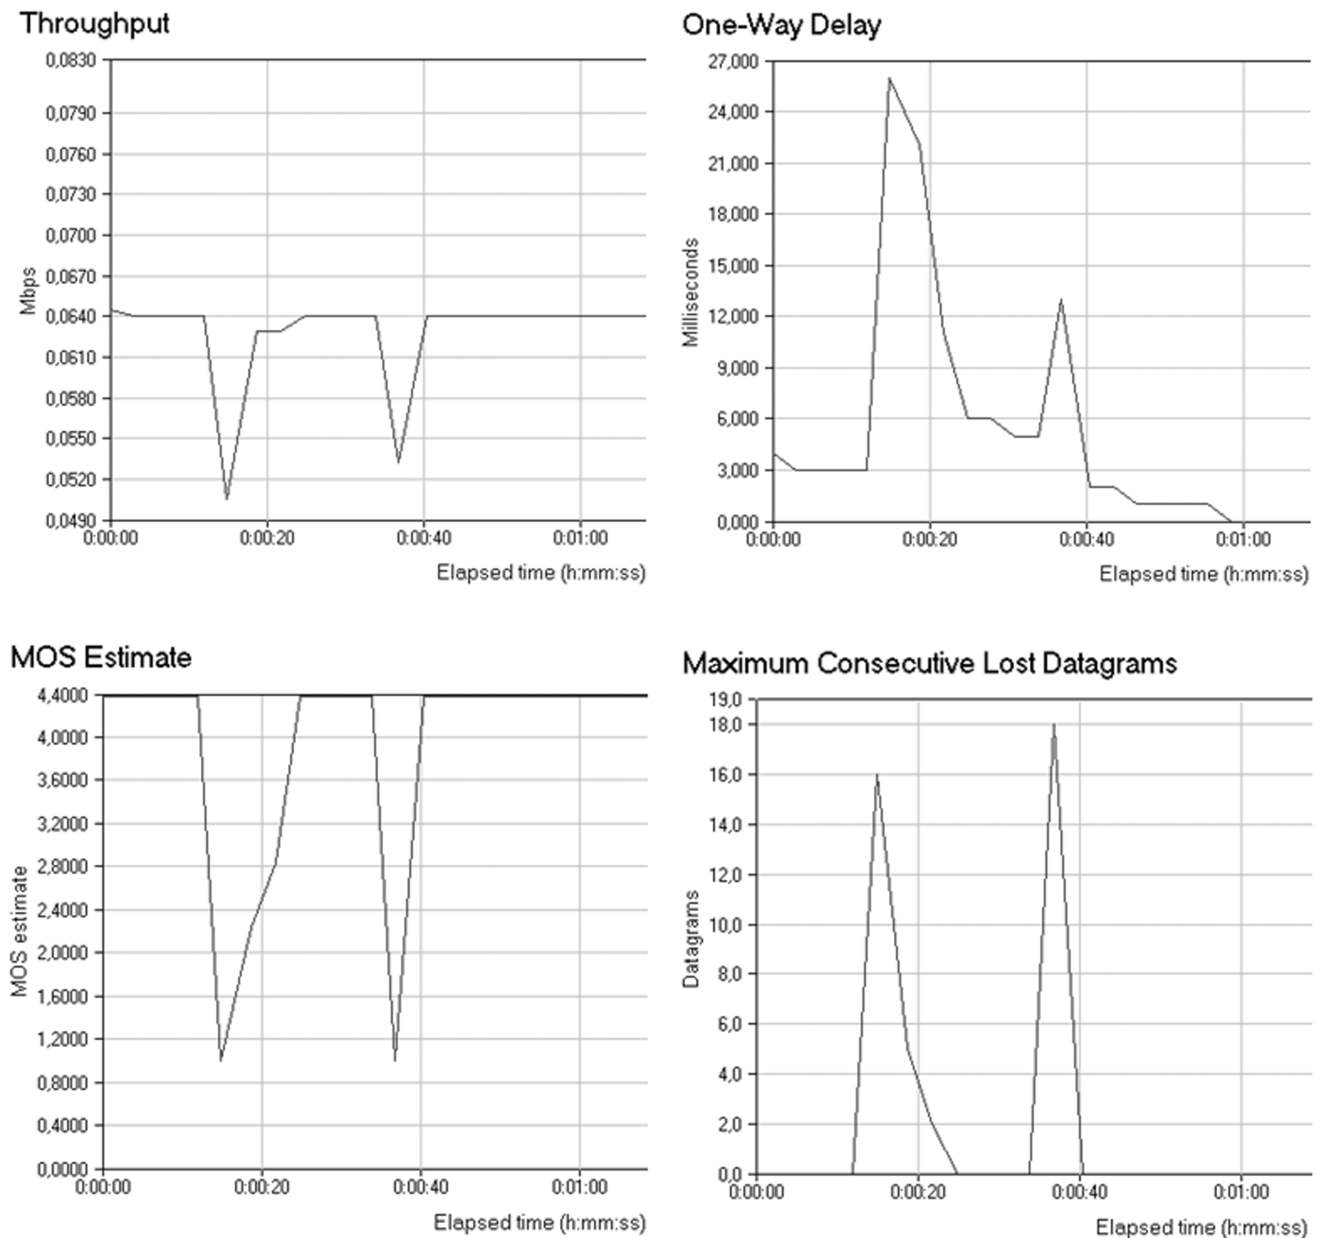 Throughput
0,0830
0,0790
0,0760
0,0730
0,0700
0,0670
0,0640
0,0610
0,0580
0,0550
0,0520
0,0490
Mbps
0:00:00 0:00:20 0:00:40 0:01:00
Elapsed time (h:mm:ss)
One-Way Delay
27,000
24,000
21,000
18,000
15,000
12,000
9,000
6,000
3,000
0,000
Milliseconds
0:00:00 0:00:20 0:00:40 0:01:00
Elapsed time (h:mm:ss)
MOS Estimate
4,4000
4,0000
3,6000
3,2000
2,8000
2,4000
2,0000
1,6000
1,2000
0,8000
0,4000
0,0000
MOS estimate
0:00:00 0:00:20 0:00:40 0:01:00
Elapsed time (h:mm:ss)
Maximum Consecutive Lost Datagrams
19,0
18,0
16,0
14,0
12,0
10,0
8,0
6,0
4,0
2,0
0,0
Datagrams
0:00:00 0:00:20 0:00:40 0:01:00
Elapsed time (h:mm:ss)